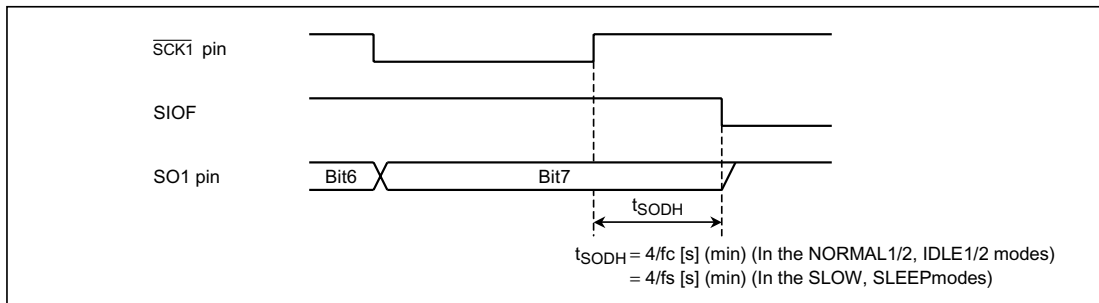 SCK1 pin
SIOF
SO1 pin
Bit6
Bit7
tSODH
tSODH = 4/fc [s] (min) (In the NORMAL1/2, IDLE1/2 modes)
= 4/fs [s] (min) (In the SLOW, SLEEPmodes)